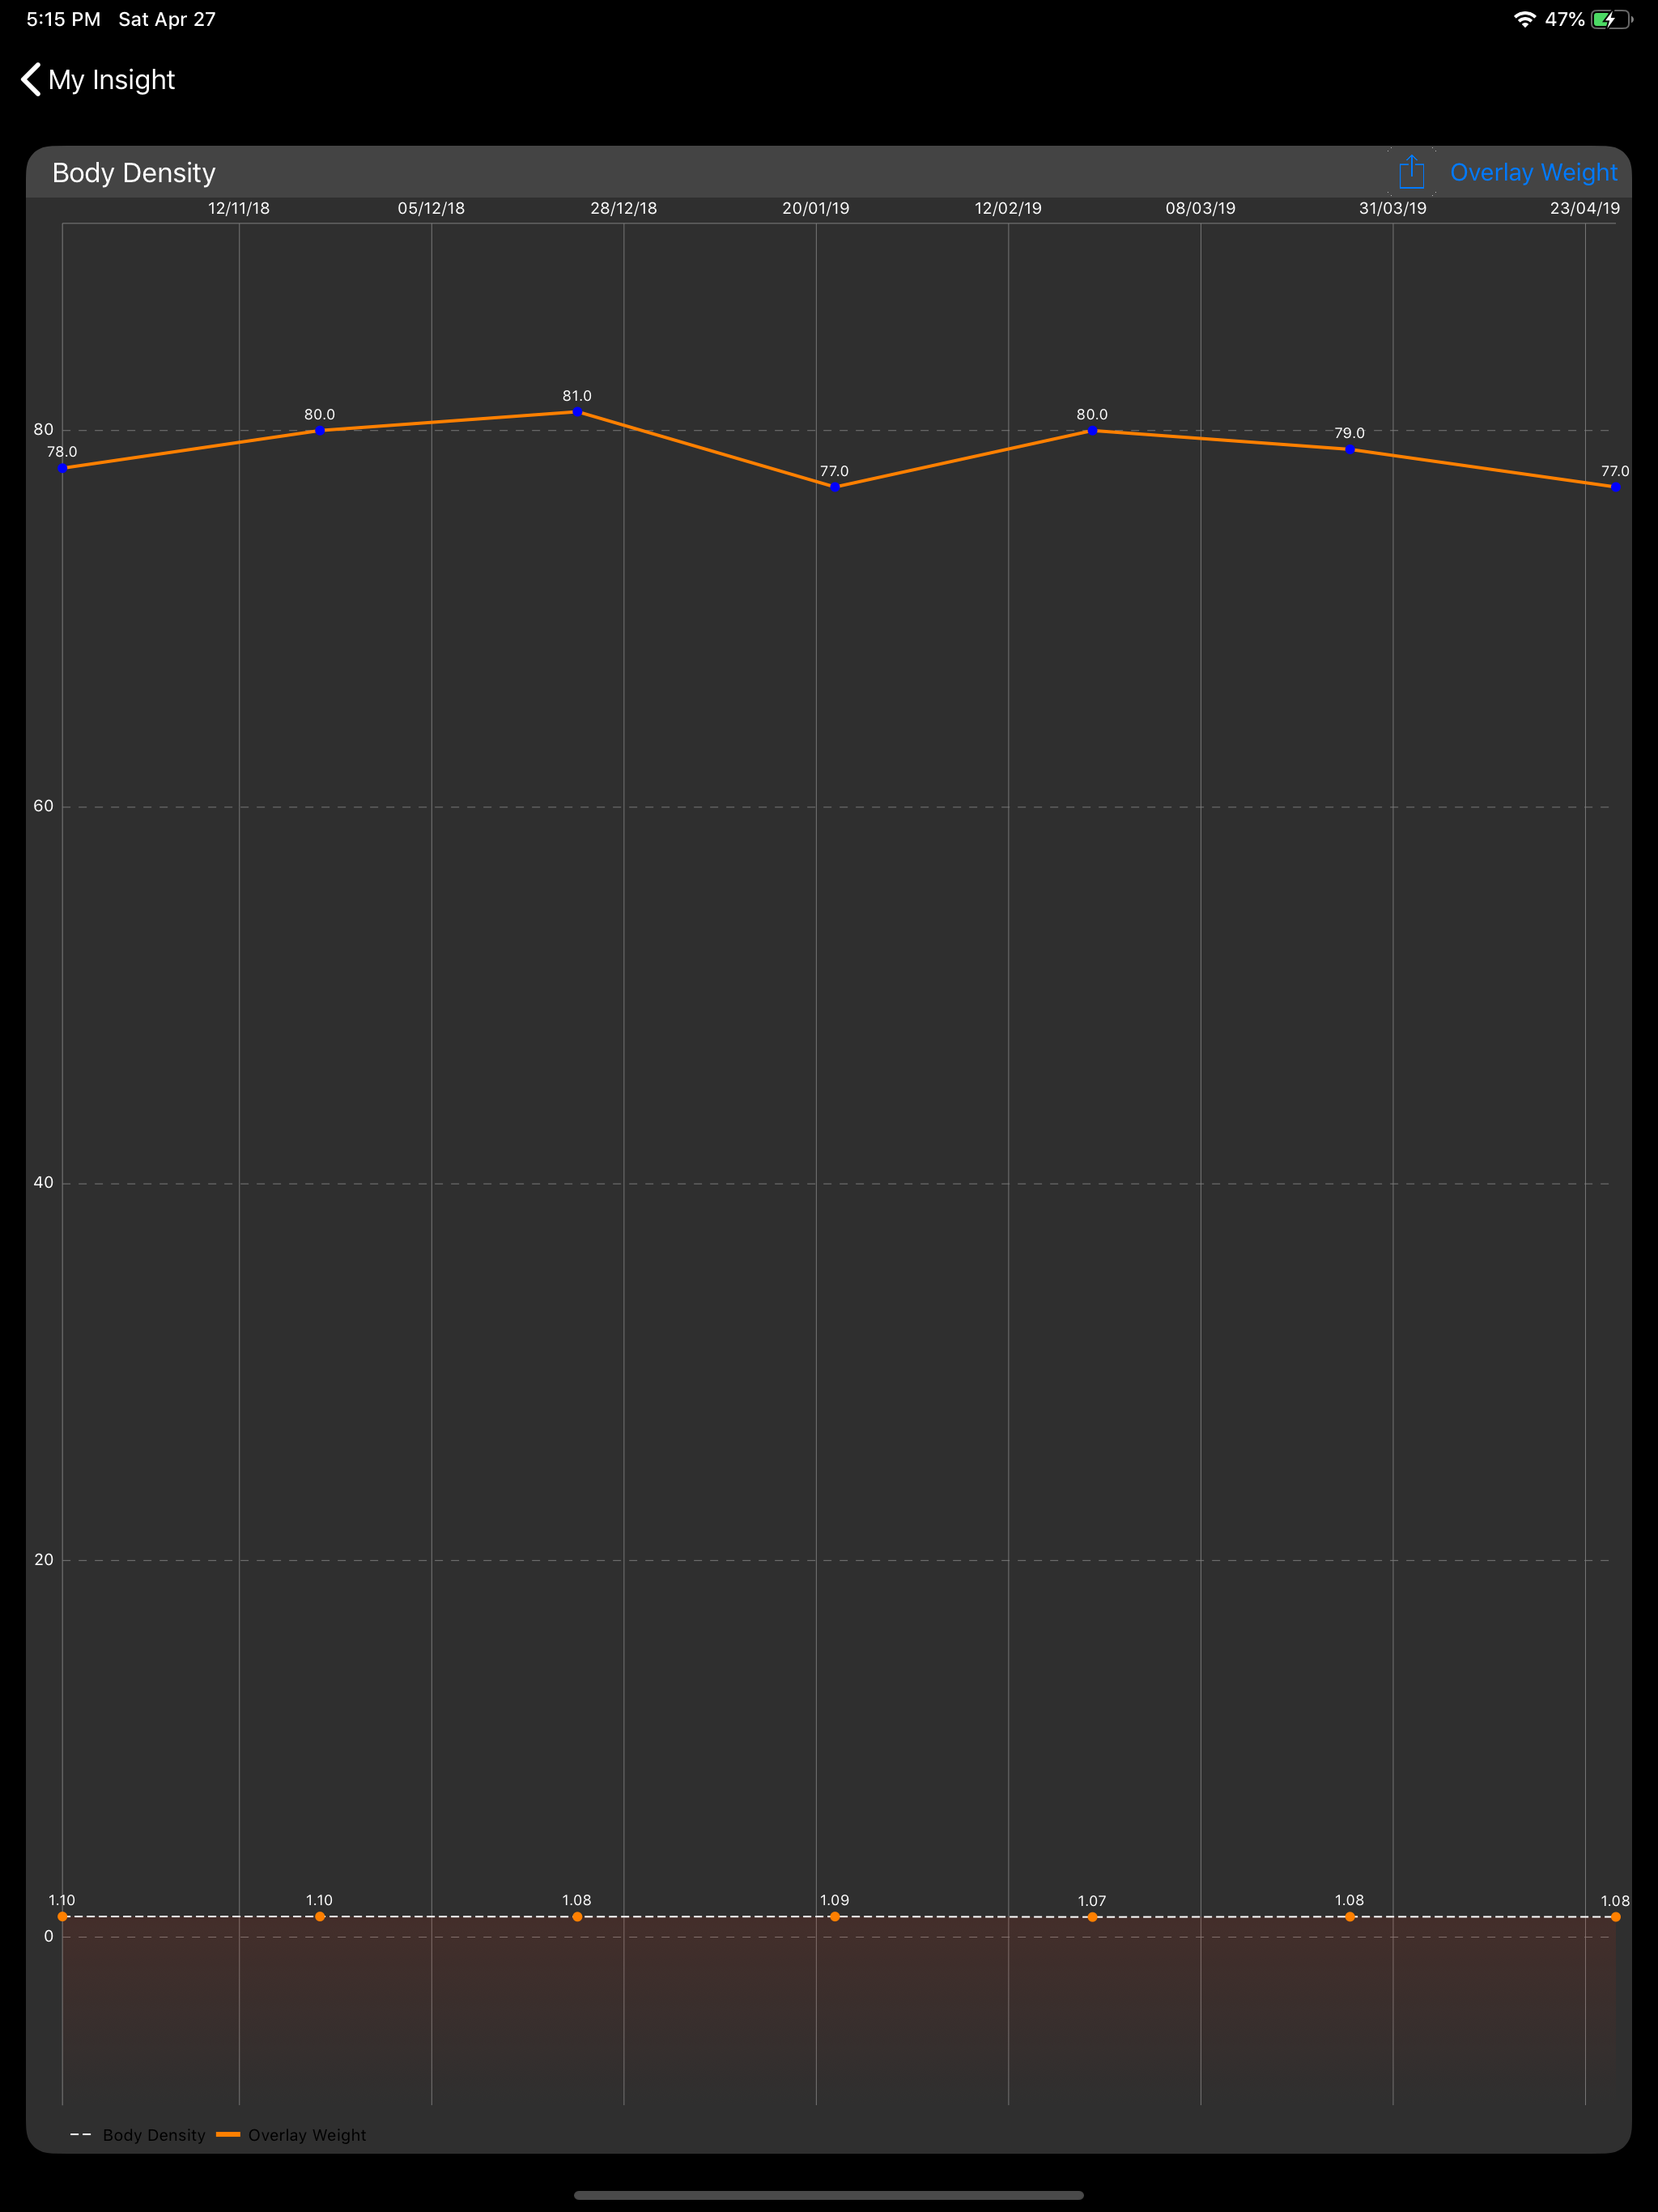 5:15 PM Sat Apr 27 47%
My Insight
Body Density Overlay Weight
12/11/18 05/12/18 28/12/18 20/01/19 12/02/19 08/03/19 31/03/19 23/04/19
81.0
80.0 80.0
80 79.0
78.0
77.0 77.0
60
40
20
1.10 1.10 1.08 1.09 1.07 1.08 1.08
0
Body Density Overlay Weight